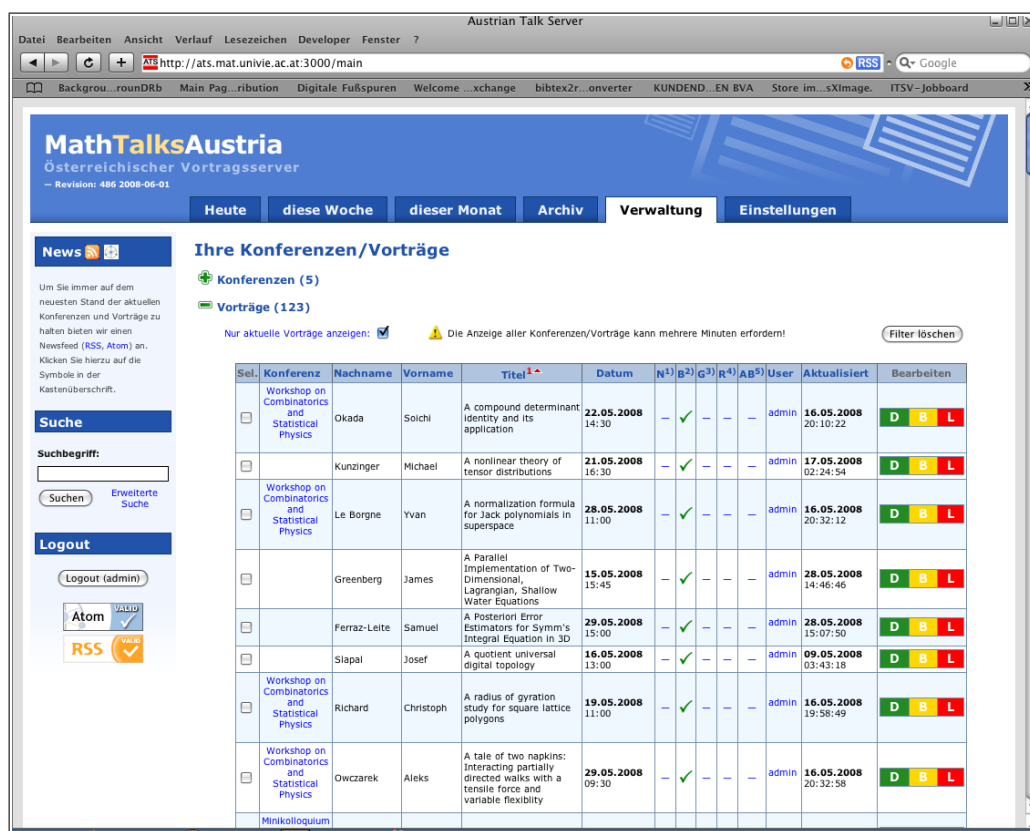 Austrian Talk Server
Datei Bearbeiten Ansicht Verlauf Lesezeichen Developer Fenster ?
ATS http://ats.mat.univie.ac.at:3000/main RSS Google
Backgrou...rounDRb Main Pag...ribution Digitale Fußspuren Welcome ...xchange bibtex2r...onverter KUNDEND...EN BVA Store im...sXImage. ITSV-Jobboard
MathTalksAustria
Österreichischer Vortragsserver
— Revision: 486 2008-06-01
Heute diese Woche dieser Monat Archiv Verwaltung Einstellungen
News
Um Sie immer auf dem
neuesten Stand der aktuellen
Konferenzen und Vorträge zu
halten bieten wir einen
Newsfeed (RSS, Atom) an.
Klicken Sie hierzu auf die
Symbole in der
Kastenüberschrift.
Suche
Suchbegriff:
Suchen Erweiterte
Suche
Logout
Logout (admin)
Atom VALID
RSS VALID
Ihre Konferenzen/Vorträge
Konferenzen (5)
Vorträge (123)
Nur aktuelle Vorträge anzeigen: Die Anzeige aller Konferenzen/Vorträge kann mehrere Minuten erfordern! Filter löschen
Sel. Konferenz Nachname Vorname Titel1 Datum N1) B2) G3) R4) AB5) User Aktualisiert Bearbeiten
Workshop on
Combinatorics
and
Statistical
Physics
Okada Soichi
A compound determinant
identity and its
application
22.05.2008
14:30
– ✓ – – – admin
16.05.2008
20:10:22
D B L
Kunzinger Michael
A nonlinear theory of
tensor distributions
21.05.2008
16:30
– ✓ – – – admin
17.05.2008
02:24:54
D B L
Workshop on
Combinatorics
and
Statistical
Physics
Le Borgne Yvan
A normalization formula
for Jack polynomials in
superspace
28.05.2008
11:00
– ✓ – – – admin
16.05.2008
20:32:12
D B L
Greenberg James
A Parallel
Implementation of Two-
Dimensional,
Lagrangian, Shallow
Water Equations
15.05.2008
15:45
– ✓ – – – admin
28.05.2008
14:46:46
D B L
Ferraz-Leite Samuel
A Posteriori Error
Estimators for Symm's
Integral Equation in 3D
29.05.2008
15:00
– ✓ – – – admin
28.05.2008
15:07:50
D B L
Slapal Josef
A quotient universal
digital topology
16.05.2008
13:00
– ✓ – – – admin
09.05.2008
03:43:18
D B L
Workshop on
Combinatorics
and
Statistical
Physics
Richard Christoph
A radius of gyration
study for square lattice
polygons
19.05.2008
11:00
– ✓ – – – admin
16.05.2008
19:58:49
D B L
Workshop on
Combinatorics
and
Statistical
Physics
Owczarek Aleks
A tale of two napkins:
Interacting partially
directed walks with a
tensile force and
variable flexiblity
29.05.2008
09:30
– ✓ – – – admin
16.05.2008
20:32:58
D B L
Minikolloquium